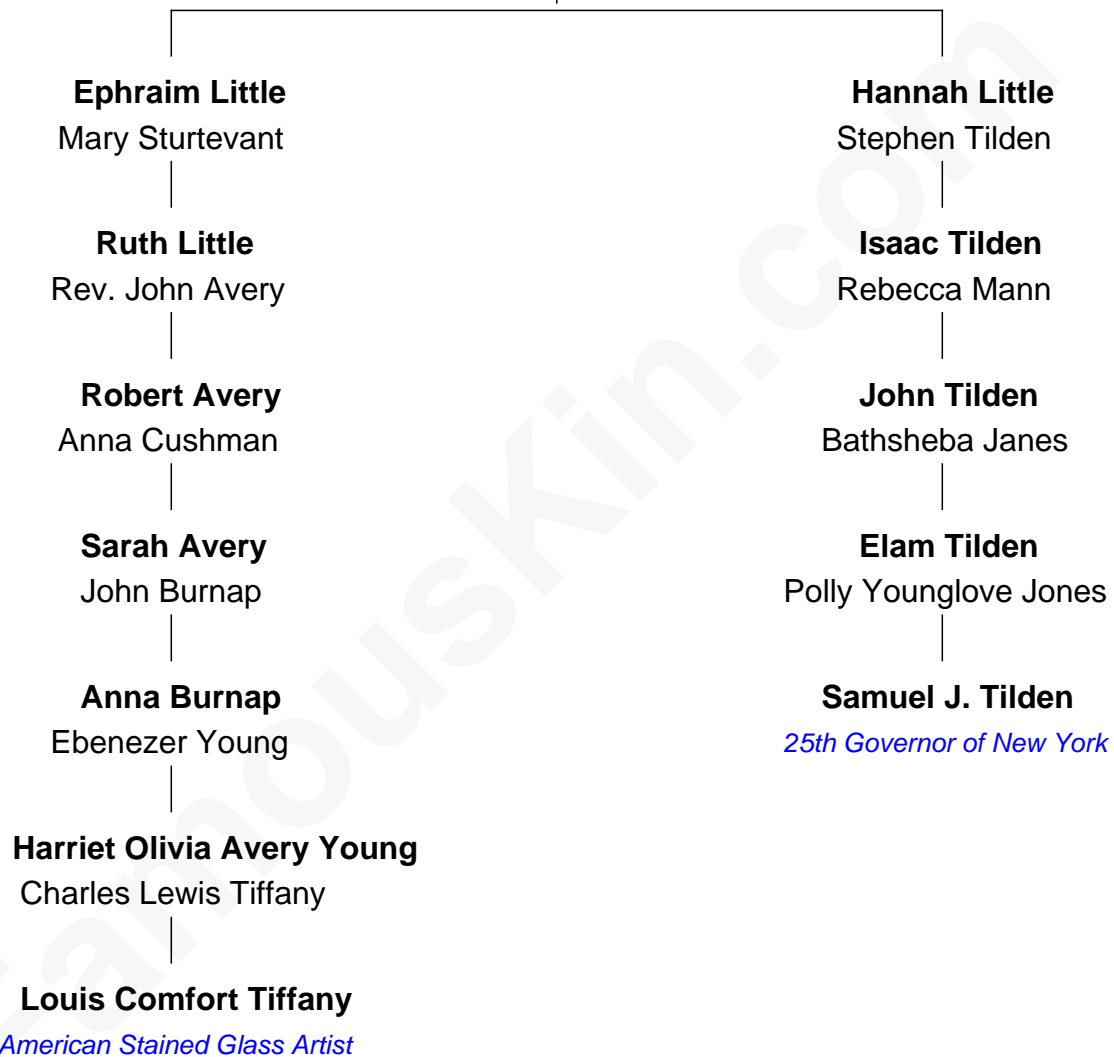 Ephraim Little
Mary Sturtevant
Ruth Little
Rev. John Avery
Robert Avery
Anna Cushman
Sarah Avery
John Burnap
Anna Burnap
Ebenezer Young
Harriet Olivia Avery Young
Charles Lewis Tiffany
Louis Comfort Tiffany
American Stained Glass Artist
Hannah Little
Stephen Tilden
Isaac Tilden
Rebecca Mann
John Tilden
Bathsheba Janes
Elam Tilden
Polly Younglove Jones
Samuel J. Tilden
25th Governor of New York
FamousKin.com